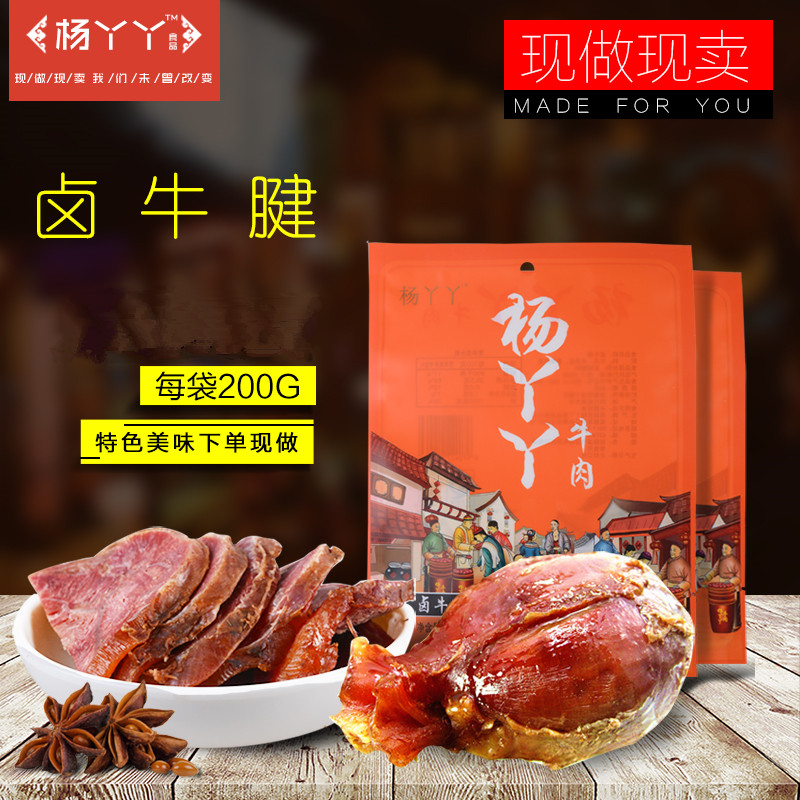 杨丫丫™
食品
现/做/现/卖 我/们/未/曾/改/变
现做现卖
MADE FOR YOU
卤牛腱
每袋200G
特色美味下单现做
杨丫丫
杨丫丫
牛肉
卤牛